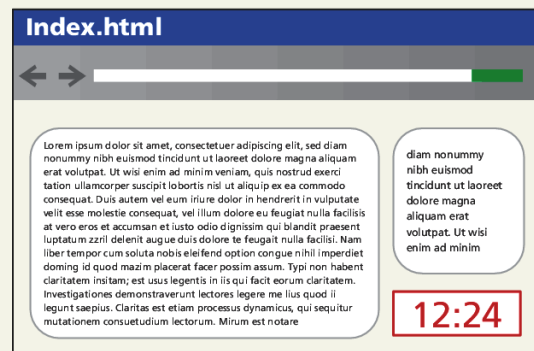 Index.html
Lorem ipsum dolor sit amet, consectetuer adipiscing elit, sed diam
nonummy nibh euismod tincidunt ut laoreet dolore magna aliquam
erat volutpat. Ut wisi enim ad minim veniam, quis nostrud exerci
tation ullamcorper suscipit lobortis nisl ut aliquip ex ea commodo
consequat. Duis autem vel eum iriure dolor in hendrerit in vulputate
velit esse molestie consequat, vel illum dolore eu feugiat nulla facilisis
at vero eros et accumsan et iusto odio dignissim qui blandit praesent
luptatum zzril delenit augue duis dolore te feugait nulla facilisi. Nam
liber tempor cum soluta nobis eleifend option congue nihil imperdiet
doming id quod mazim placerat facer possim assum. Typi non habent
claritatem insitam; est usus legentis in iis qui facit eorum claritatem.
Investigationes demonstraverunt lectores legere me lius quod ii
legunt saepius. Claritas est etiam processus dynamicus, qui sequitur
mutationem consuetudium lectorum. Mirum est notare
diam nonummy
nibh euismod
tincidunt ut laoreet
dolore magna
aliquam erat
volutpat. Ut wisi
enim ad minim
12:24